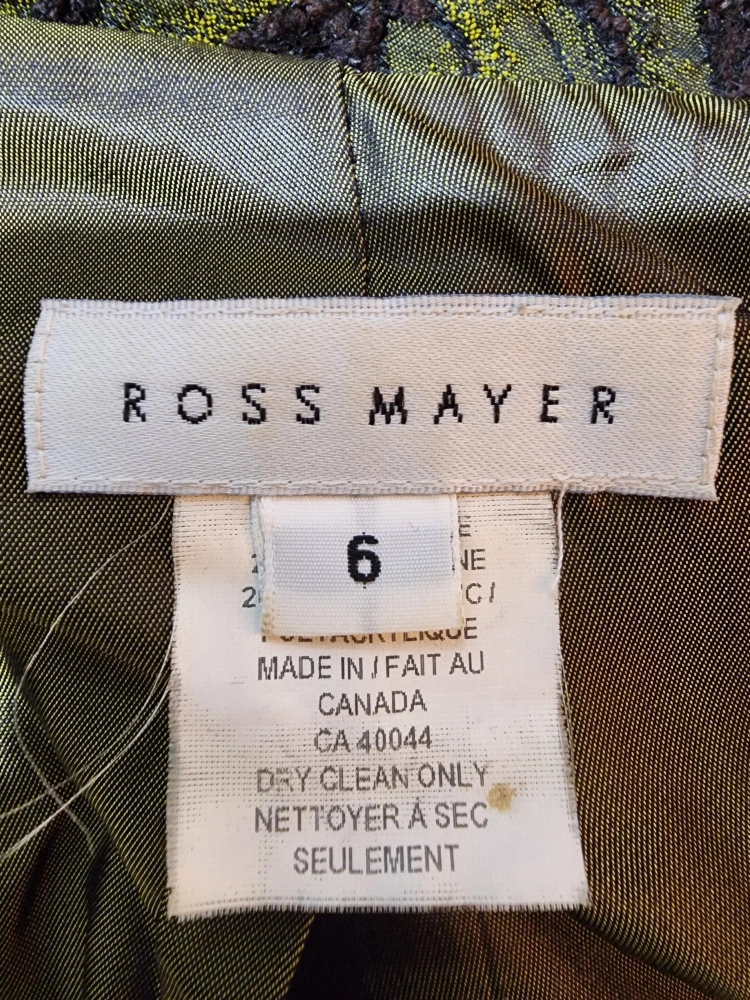 ROSS MAYER
6
MADE IN / FAIT AU
CANADA
CA 40044
DRY CLEAN ONLY
NETTOYER À SEC
SEULEMENT